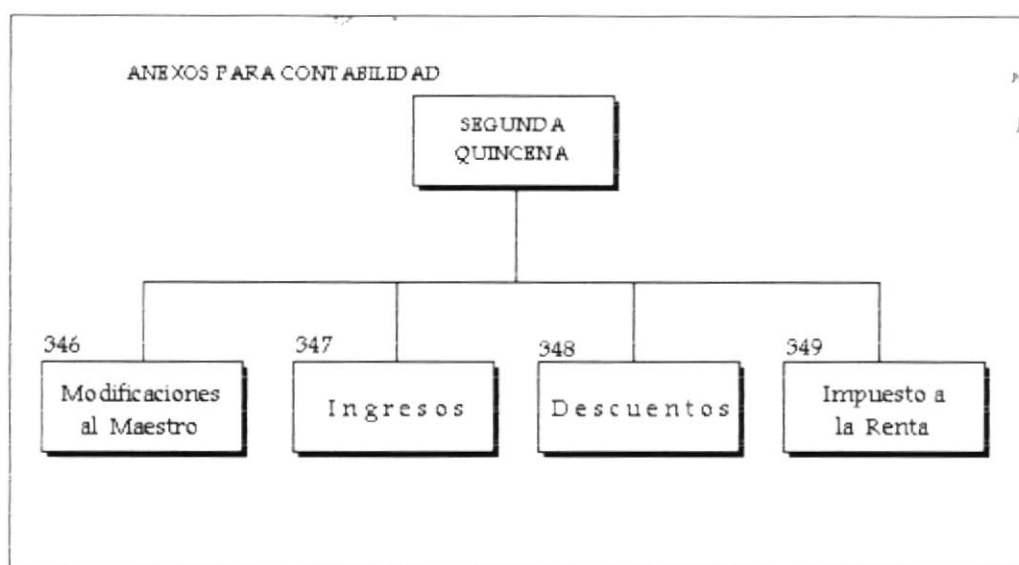 ANEXOS PARA CONTABILIDAD
SEGUNDA
QUINCENA
346
Modificaciones
al Maestro
347
Ingresos
348
Descuentos
349
Impuesto a
la Renta